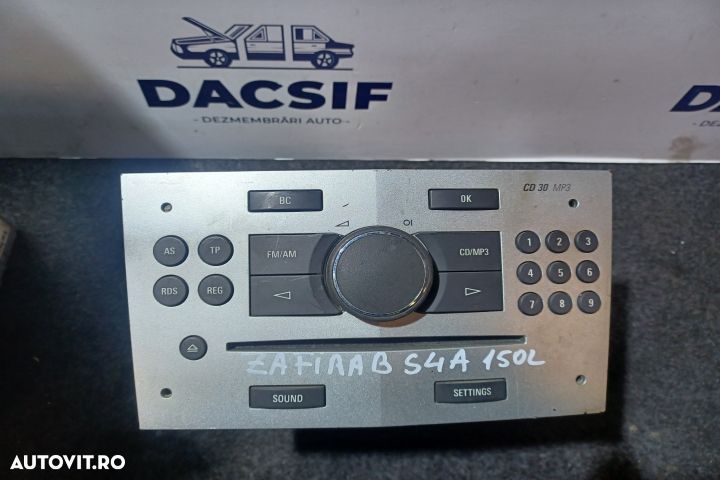 DACSIF
- DEZMEMBRĂRI AUTO -
BC
OK
CD 30 MP3
AS
TP
FM/AM
CD/MP3
1 2 3
RDS
REG
4 5 6
7 8 9
ZAFIRA B S4A 150L
SOUND
SETTINGS
AUTOVIT.RO